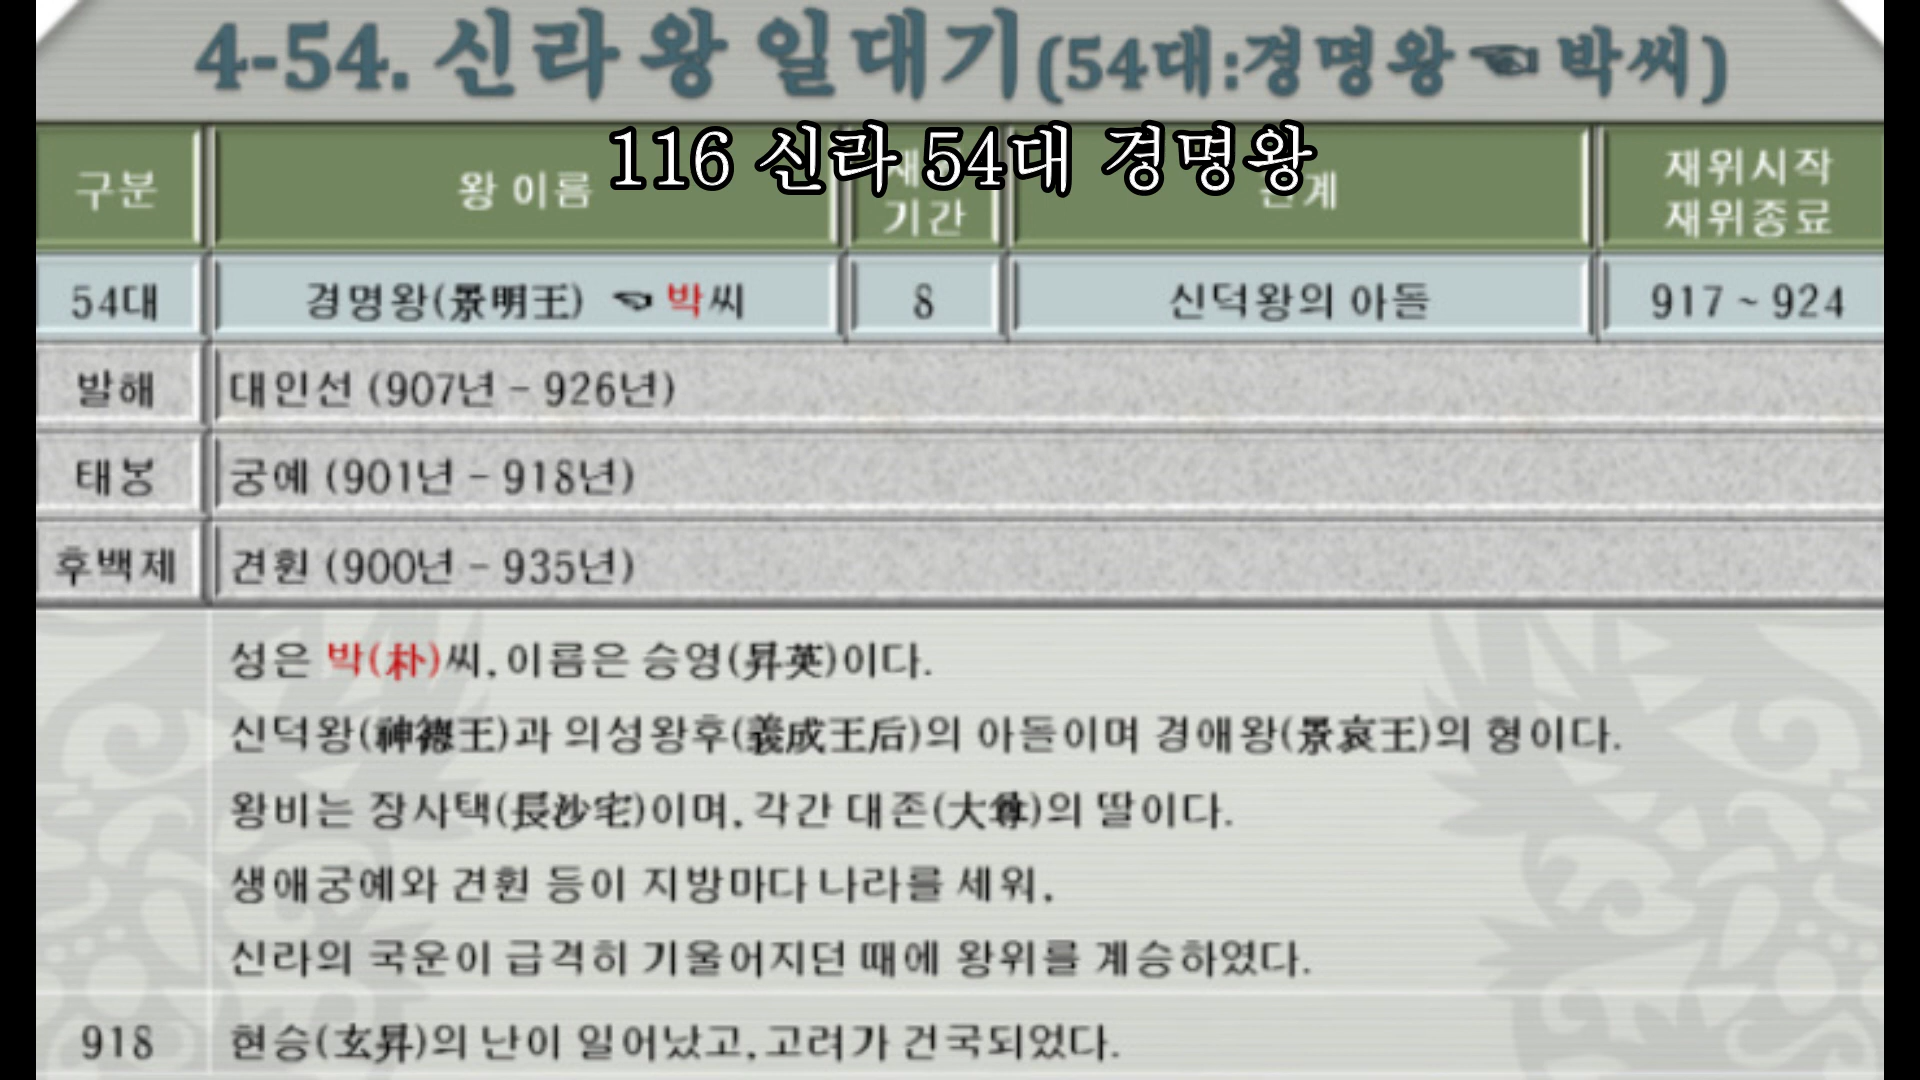 4-54. 신라 왕 일대기(54대:경명왕☜박씨)
116 신라 54대 경명왕
구분 왕 이름 기간 계 재위시작
재위종료
54대 경명왕(景明王) ☜ 박씨 8 신덕왕의 아들 917 ~ 924
발해 대인선 (907년 - 926년)
태봉 궁예 (901년 - 918년)
후백제 견훤 (900년 - 935년)
성은 박(朴)씨, 이름은 승영(昇英)이다.
신덕왕(神德王)과 의성왕후(義成王后)의 아들이며 경애왕(景哀王)의 형이다.
왕비는 장사택(長沙宅)이며, 각간 대존(大尊)의 딸이다.
생애궁예와 견훤 등이 지방마다 나라를 세워,
신라의 국운이 급격히 기울어지던 때에 왕위를 계승하였다.
918 현승(玄昇)의 난이 일어났고, 고려가 건국되었다.